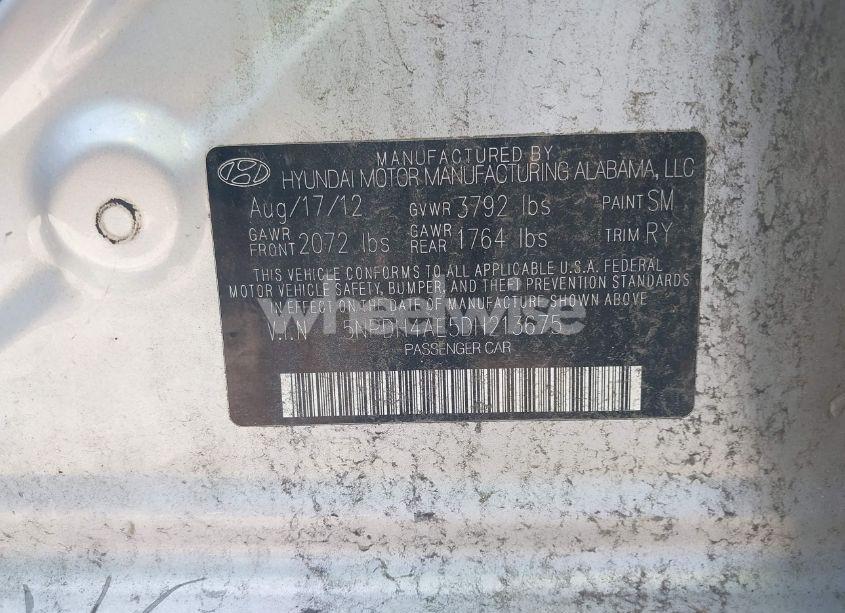 MANUFACTURED BY
HYUNDAI MOTOR MANUFACTURING ALABAMA, LLC
Aug/17/12 GVWR 3792 lbs PAINT SM
GAWR FRONT 2072 lbs GAWR REAR 1764 lbs TRIM RY
THIS VEHICLE CONFORMS TO ALL APPLICABLE U.S.A. FEDERAL
MOTOR VEHICLE SAFETY, BUMPER, AND THEFT PREVENTION STANDARDS
IN EFFECT ON THE DATE OF MANUFACTURE SHOWN ABOVE
V.I.N
PASSENGER CAR
wheelwise